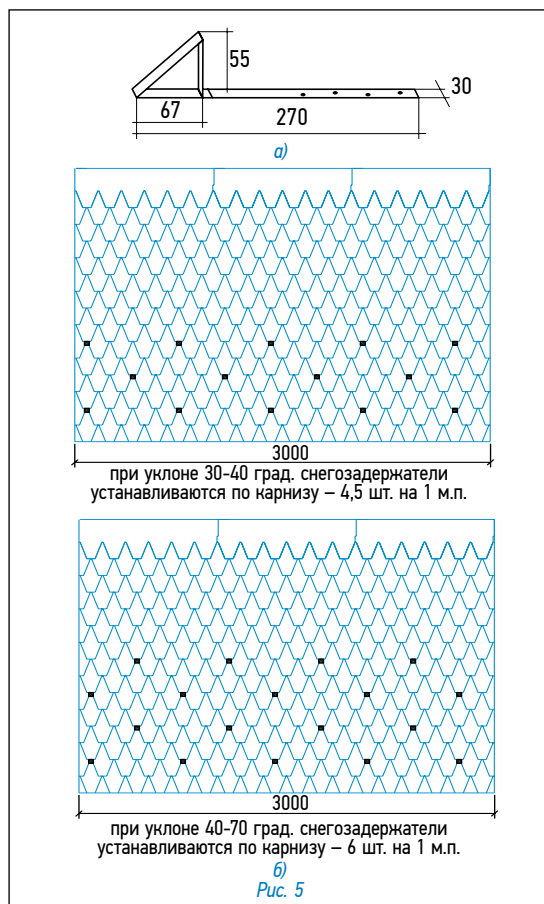 55
30
67
270
а)
3000
при уклоне 30-40 град. снегозадержатели
устанавливаются по карнизу – 4,5 шт. на 1 м.п.
3000
при уклоне 40-70 град. снегозадержатели
устанавливаются по карнизу – 6 шт. на 1 м.п.
б)
Рис. 5